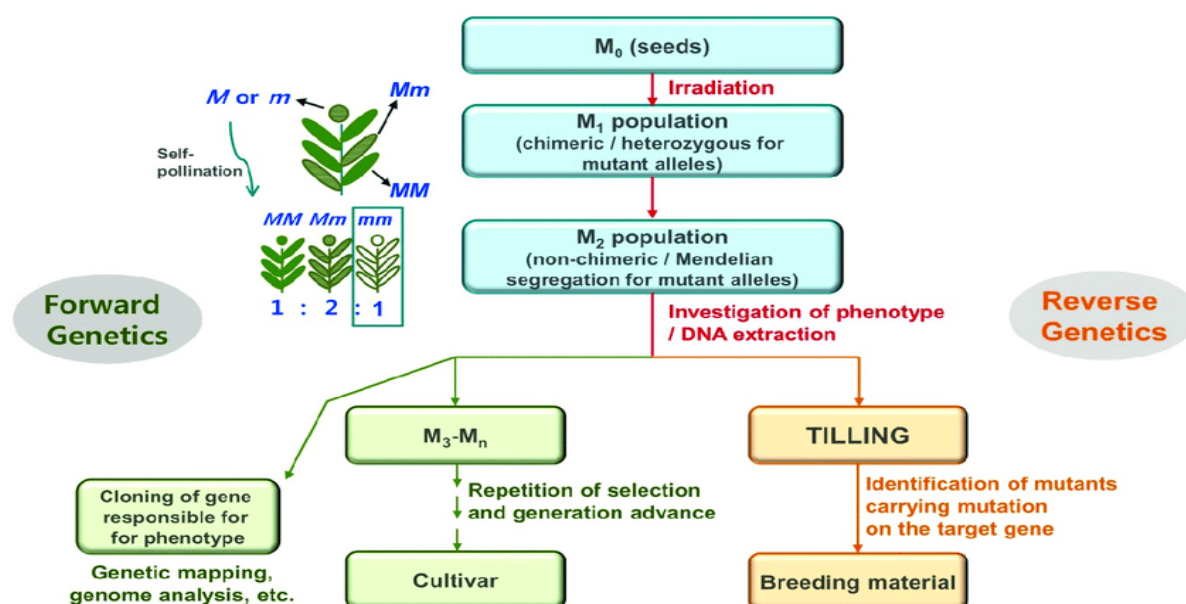 M₀ (seeds)
Irradiation
M₁ population
(chimeric / heterozygous for
mutant alleles)
M or m
Mm
Self-
pollination
MM
MM Mm mm
1 : 2 : 1
M₂ population
(non-chimeric / Mendelian
segregation for mutant alleles)
Forward
Genetics
Reverse
Genetics
Investigation of phenotype
/ DNA extraction
M₃-Mₙ
TILLING
Cloning of gene
responsible for
for phenotype
Repetition of selection
and generation advance
Identification of mutants
carrying mutation
on the target gene
Genetic mapping,
genome analysis, etc.
Cultivar
Breeding material